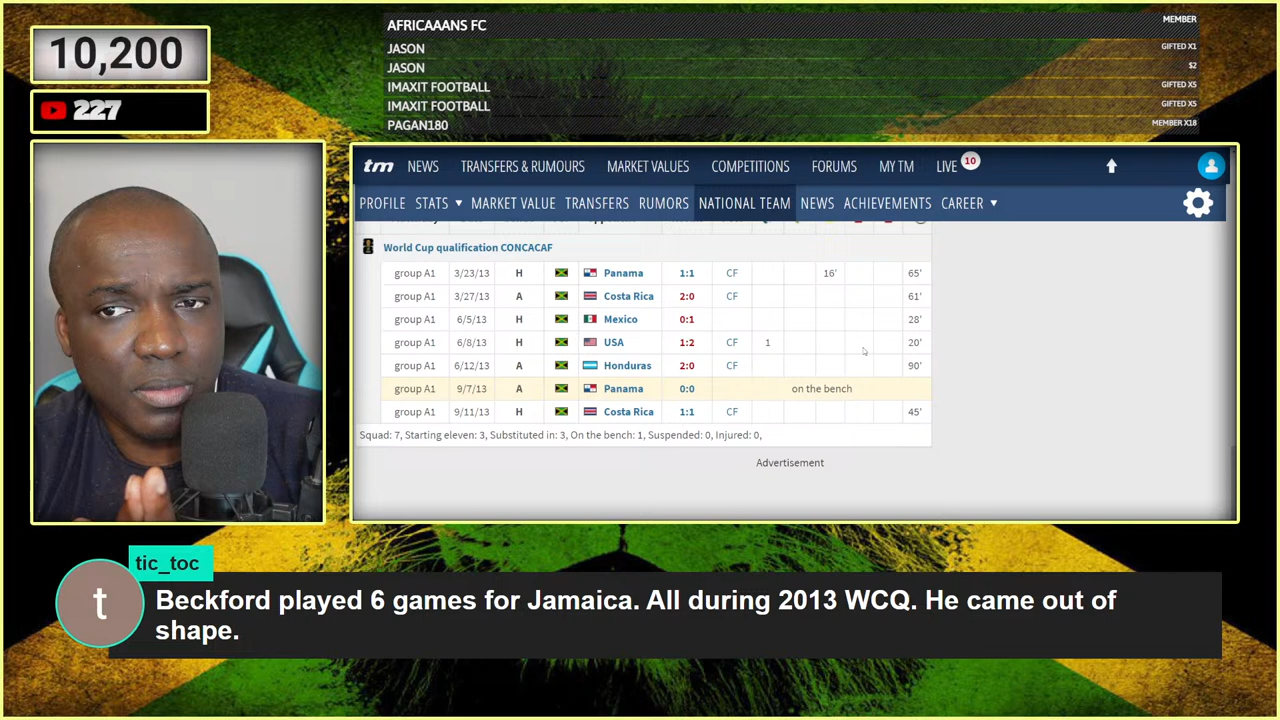 10,200
227
AFRICAAANS FC MEMBER
JASON GIFTED X1
JASON $2
IMAXIT FOOTBALL GIFTED X5
IMAXIT FOOTBALL GIFTED X5
PAGAN180 MEMBER X18
tm NEWS TRANSFERS & RUMOURS MARKET VALUES COMPETITIONS FORUMS MY TM LIVE 10
PROFILE STATS MARKET VALUE TRANSFERS RUMORS NATIONAL TEAM NEWS ACHIEVEMENTS CAREER
World Cup qualification CONCACAF
group A1 3/23/13 H Panama 1:1 CF 16' 65'
group A1 3/27/13 A Costa Rica 2:0 CF 61'
group A1 6/5/13 H Mexico 0:1 28'
group A1 6/8/13 H USA 1:2 CF 1 20'
group A1 6/12/13 A Honduras 2:0 CF 90'
group A1 9/7/13 A Panama 0:0 on the bench
group A1 9/11/13 H Costa Rica 1:1 CF 45'
Squad: 7, Starting eleven: 3, Substituted in: 3, On the bench: 1, Suspended: 0, Injured: 0,
Advertisement
tic_toc
t
Beckford played 6 games for Jamaica. All during 2013 WCQ. He came out of
shape.